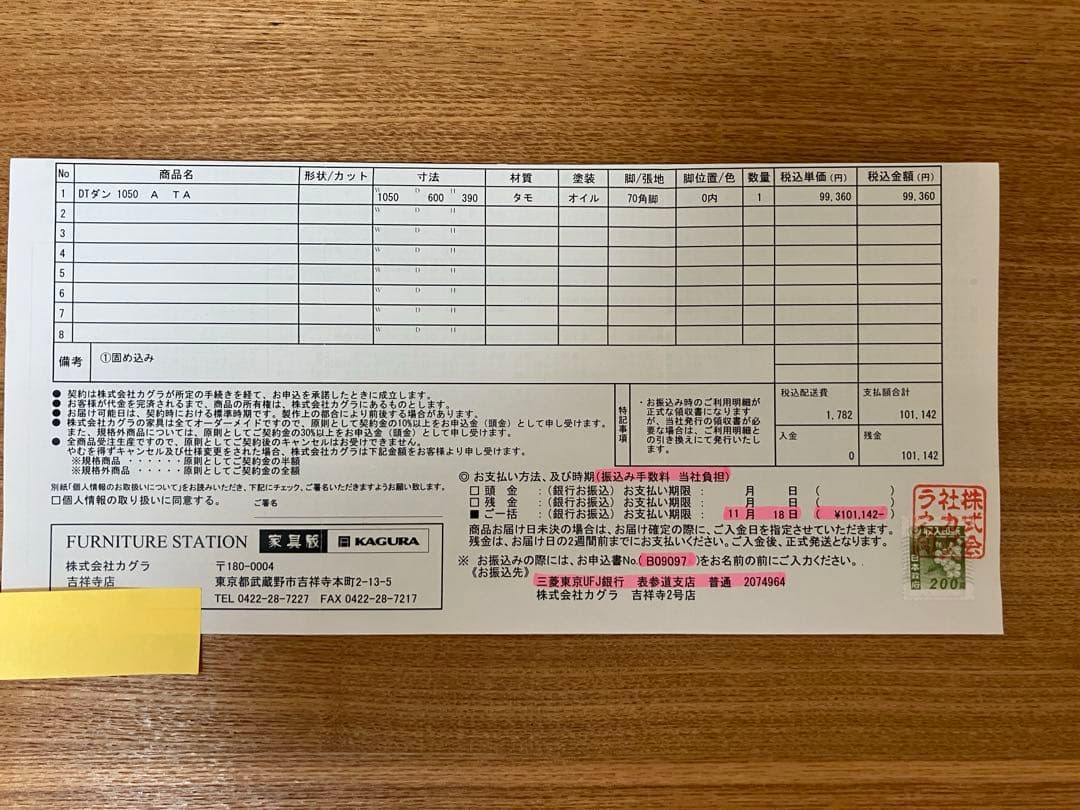 No 商品名 形状/カット 寸法 材質 塗装 脚/張地 脚位置/色 数量 税込単価(円) 税込金額(円)
1 DTダン 1050 A TA W 1050 D 600 H 390 タモ オイル 70角脚 0内 1 99,360 99,360
2 W D H
3 W D H
4 W D H
5 W D H
6 W D H
7 W D H
8 W D H
備考 ①固め込み
● 契約は株式会社カグラが所定の手続きを経て、お申込を承諾したときに成立します。
● お客様が代金を完済されるまで、商品の所有権は、株式会社カグラにあるものとします。
● お届け可能日は、契約時における標準時期です。製作上の都合により前後する場合があります。
● 株式会社カグラの家具は全てオーダーメイドですので、原則として契約金の10%以上をお申込金(頭金)として申し受けます。
また、規格外商品については、原則としてご契約金の30%以上をお申込金(頭金)として申し受けます。
● 全商品受注生産ですので、原則としてご契約後のキャンセルはお受けできません。
やむを得ずキャンセル及び仕様変更をされた場合、株式会社カグラは下記金額をお客様より申し受けます。
※規格商品・・・・・・原則としてご契約金の半額
※規格外商品・・・・・原則としてご契約金の全額
別紙「個人情報のお取扱いについて」をお読みいただき、下記にチェック、ご署名いただきますようお願い致します。
□個人情報の取り扱いに同意する。 ご署名
特記事項
・お振込み時のご利用明細が
正式な領収書になります
が、当社発行の領収書が必
要な場合は、ご利用明細と
の引き換えにて発行いたし
ます。
税込配送費 支払額合計
1,782 101,142
入金 残金
0 101,142
◎お支払い方法、及び時期(振込み手数料 当社負担)
□ 頭 金 :(銀行お振込) お支払い期限 : 月 日 ( )
□ 残 金 :(銀行お振込) お支払い期限 : 月 日 ( )
■ ご一括 :(銀行お振込) お支払い期限 : 11 月 18 日 ( ¥101,142- )
商品お届け日未決の場合は、お届け確定の際に、ご入金日を指定させていただきます。
残金は、お届け日の2週間前までにお支払いください。ご入金後、正式発送となります。
※ お振込みの際には、お申込書No.( B09097 )をお名前の前にご入力ください。
《お振込先》
三菱東京UFJ銀行 表参道支店 普通 2074964
株式会社カグラ 吉祥寺2号店
FURNITURE STATION 家具蔵 KAGURA
株式会社カグラ 〒180-0004
吉祥寺店 東京都武蔵野市吉祥寺本町2-13-5
TEL 0422-28-7227 FAX 0422-28-7217
株式会社カグラ
日本政府
200